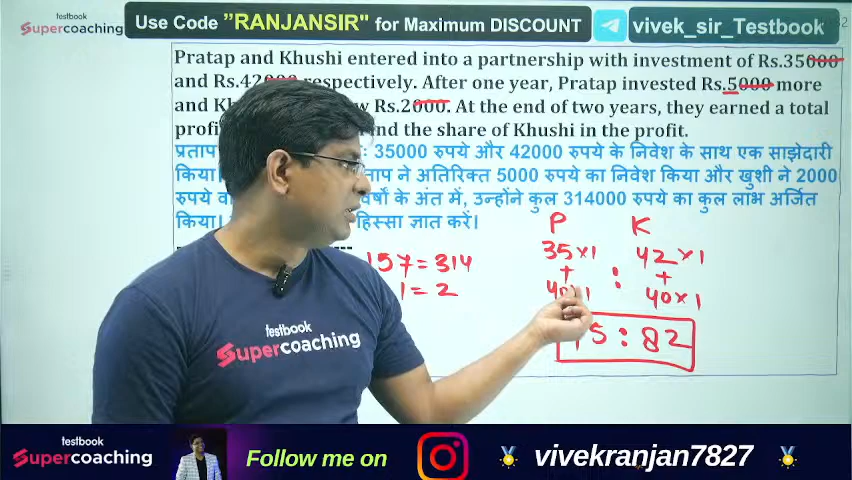 testbook
Supercoaching
Use Code "RANJANSIR" for Maximum DISCOUNT
vivek_sir_Testbook
Pratap and Khushi entered into a partnership with investment of Rs.35000
and Rs.42000 respectively. After one year, Pratap invested Rs.5000 more
and Rs.2000. At the end of two years, they earned a total
the share of Khushi in the profit.
35000 रुपये और 42000 रुपये के निवेश के साथ एक साझेदारी
ने अतिरिक्त 5000 रुपये का निवेश किया और खुशी ने 2000
रुपये के अंत में, उन्होंने कुल 314000 रुपये का कुल लाभ अर्जित
किया। हिस्सा ज्ञात करें।
P K
35×1 : 42×1
+ +
40×1 40×1
157 = 314
1 = 2
75 : 82
testbook
Supercoaching
testbook
Supercoaching
Follow me on
vivekranjan7827